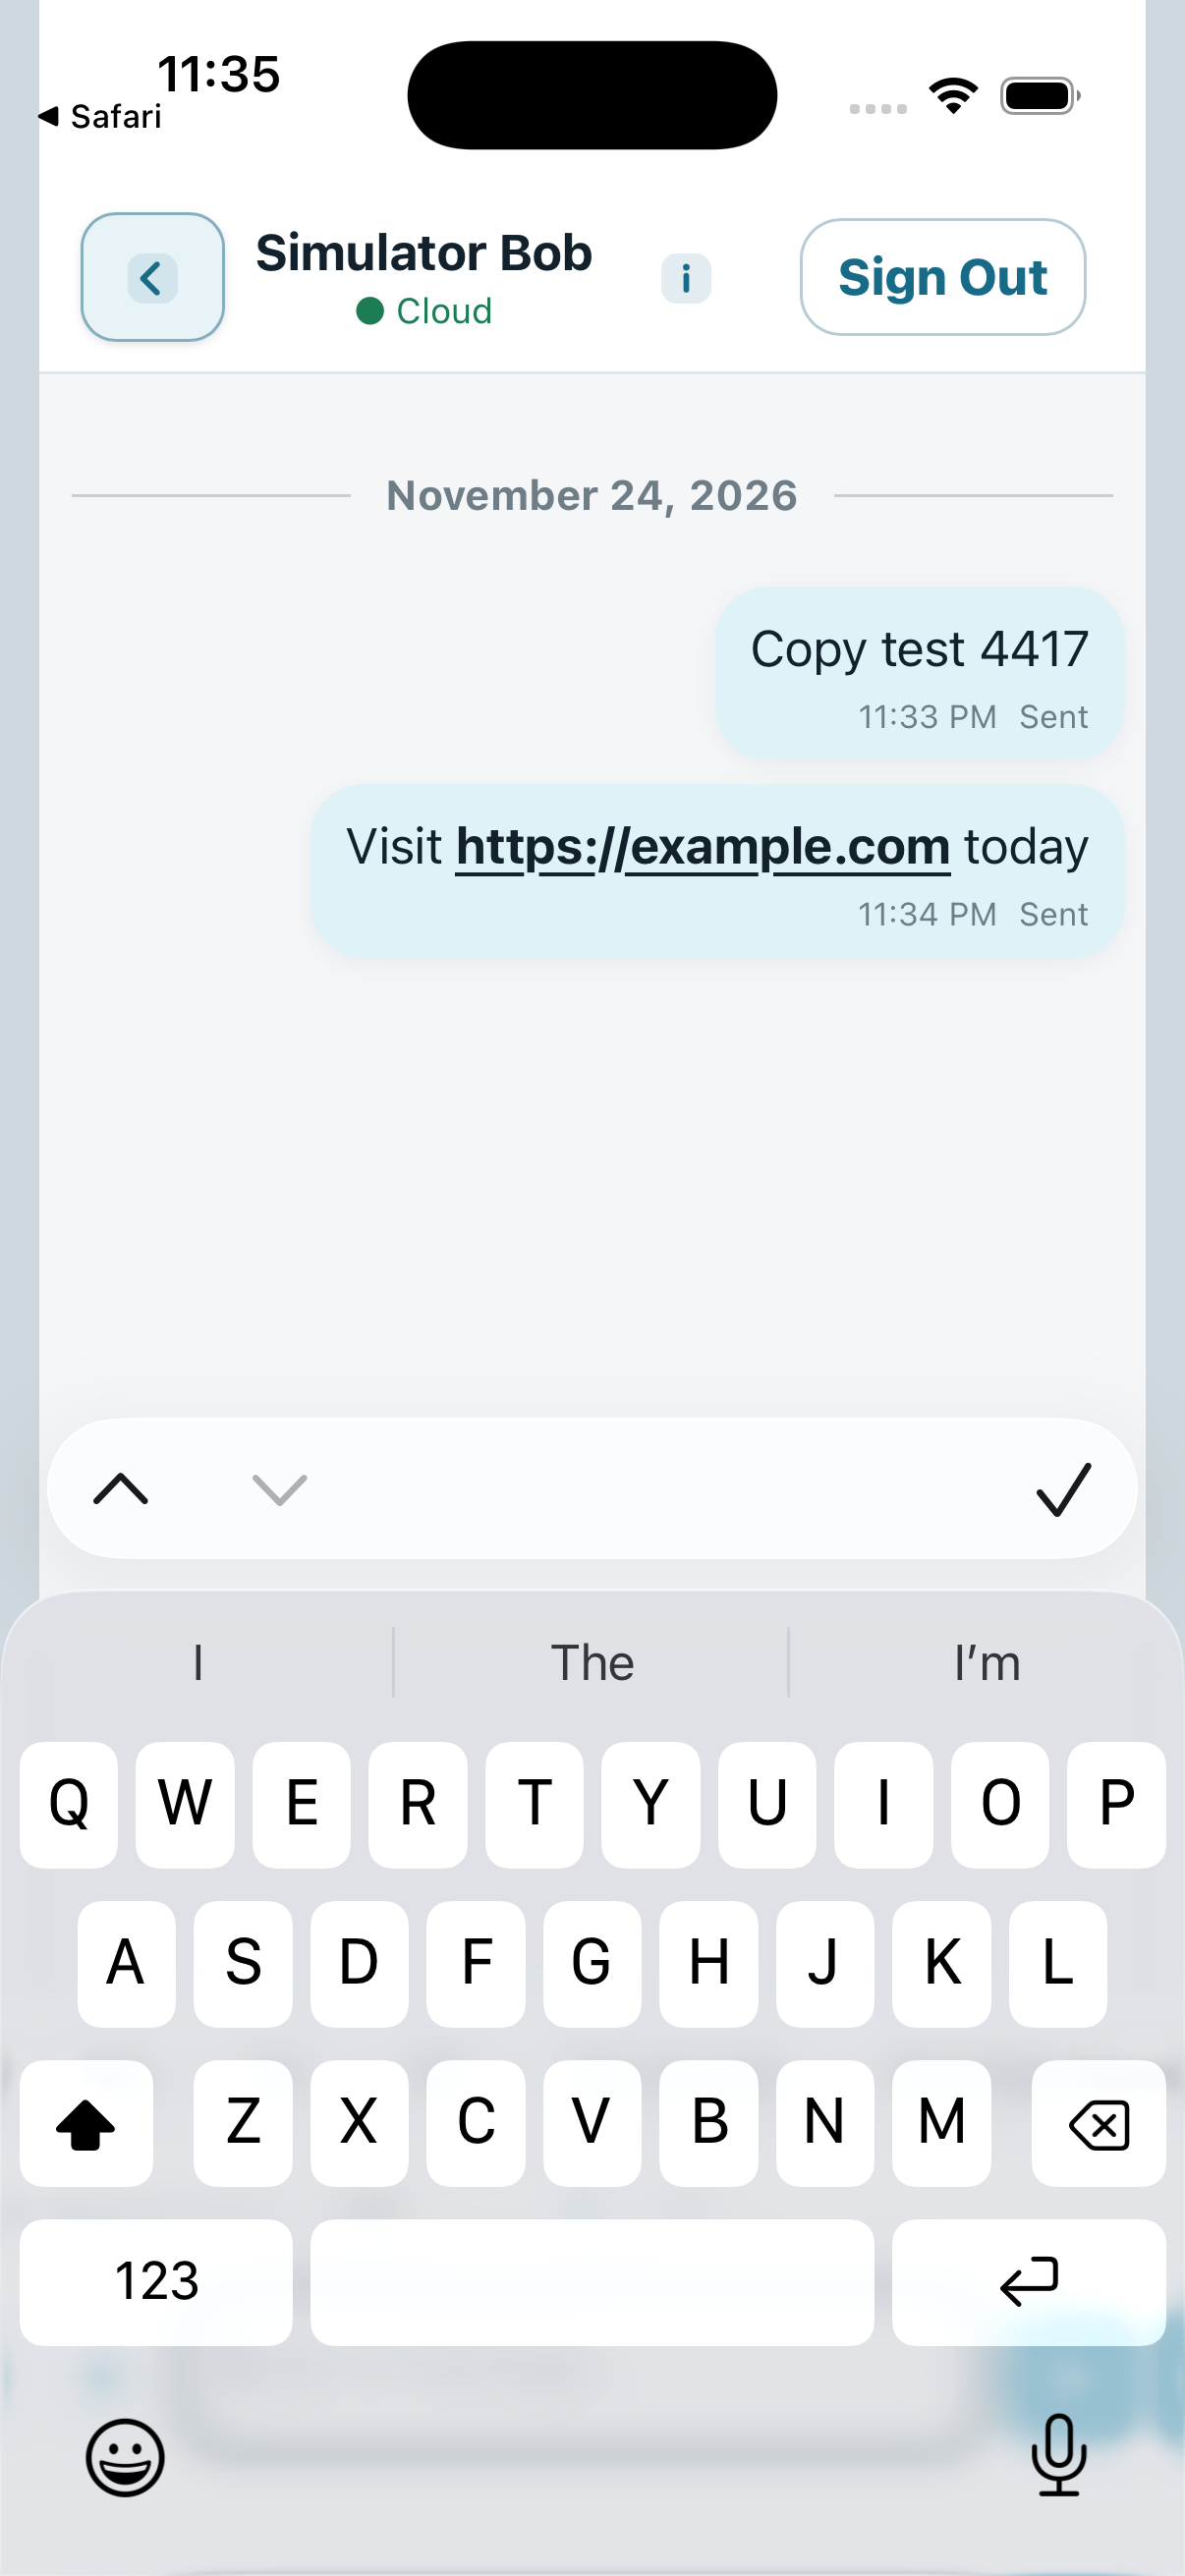 11:35
Safari
Simulator Bob
Cloud
Sign Out
November 24, 2026
Copy test 4417
11:33 PM Sent
Visit https://example.com today
11:34 PM Sent
I The I’m
Q W E R T Y U I O P
A S D F G H J K L
Z X C V B N M
123